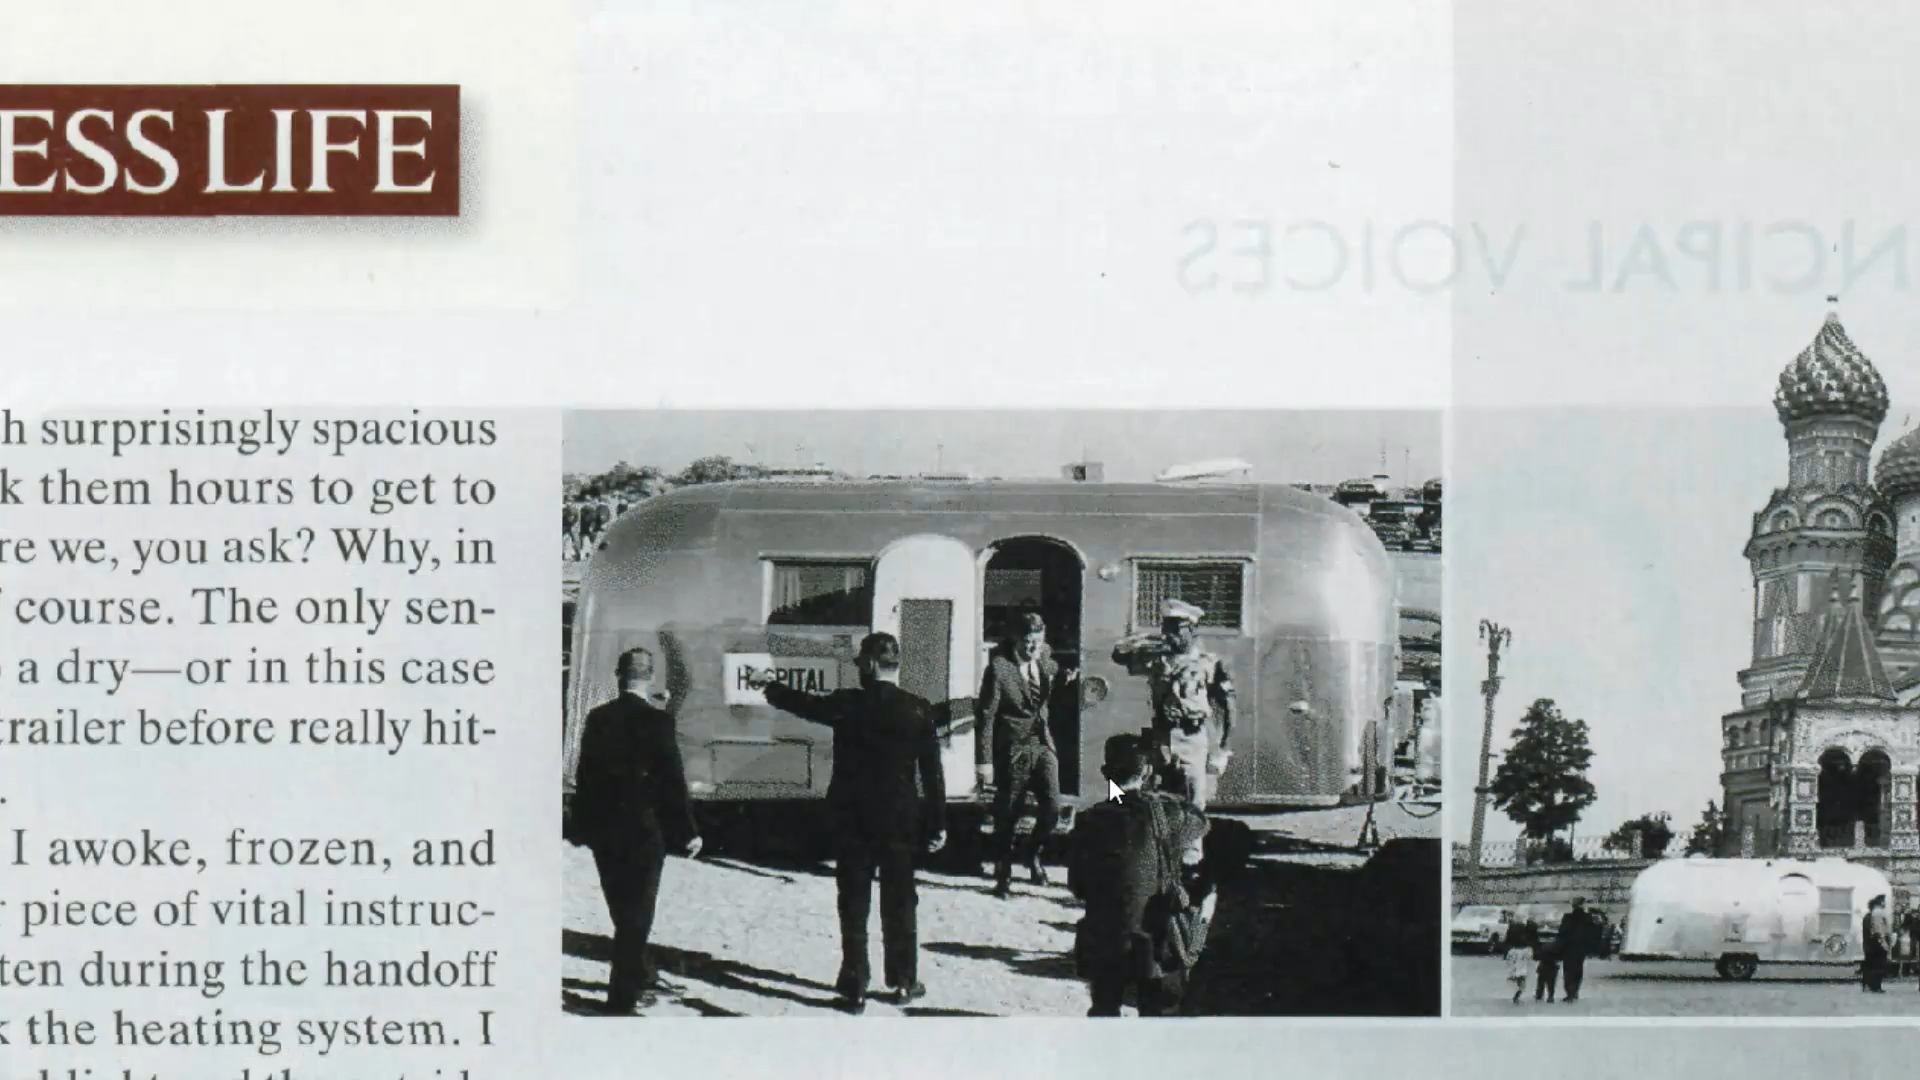 ESS LIFE
NCIPAL VOICES
h surprisingly spacious
k them hours to get to
re we, you ask? Why, in
course. The only sen-
a dry—or in this case
trailer before really hit-
.
I awoke, frozen, and
r piece of vital instruc-
ten during the handoff
k the heating system. I
HOSPITAL